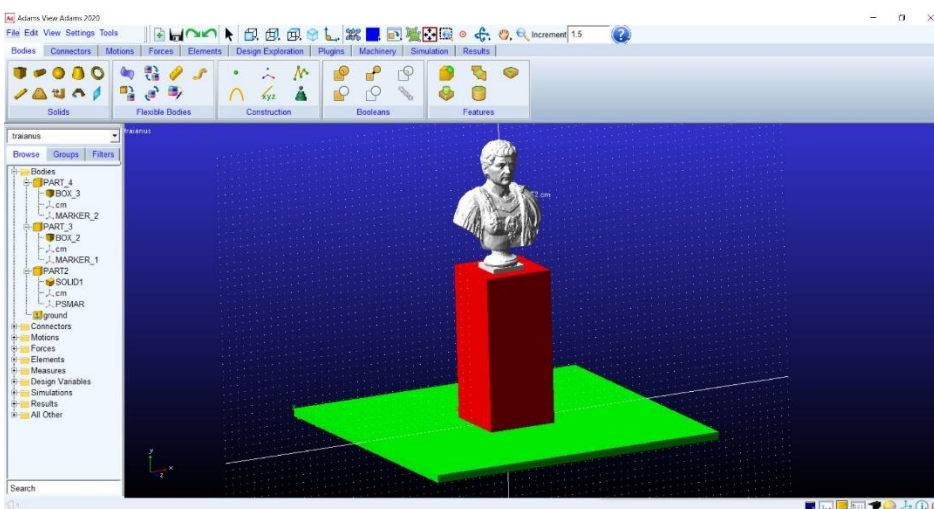 Adams View Adams 2020
File Edit View Settings Tools
Increment 1.5
Bodies Connectors Motions Forces Elements Design Exploration Plugins Machinery Simulation Results
xyz
Solids Flexible Bodies Construction Booleans Features
traianus
traianus
Browse Groups Filters
Bodies
PART_4
BOX_3
cm
MARKER_2
PART_3
BOX_2
cm
MARKER_1
PART2
SOLID1
cm
PSMAR
ground
Connectors
Motions
Forces
Elements
Measures
Design Variables
Simulations
Results
All Other
Search
y
x
z